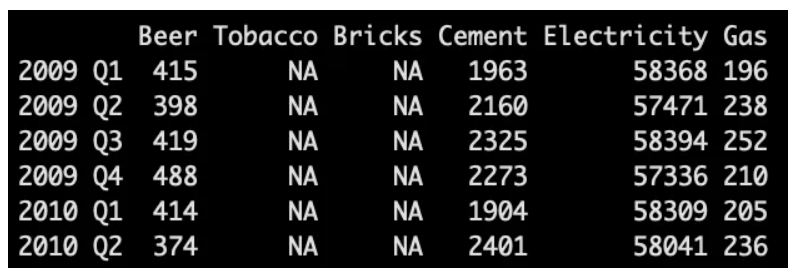 Beer Tobacco Bricks Cement Electricity Gas
2009 Q1 415 NA NA 1963 58368 196
2009 Q2 398 NA NA 2160 57471 238
2009 Q3 419 NA NA 2325 58394 252
2009 Q4 488 NA NA 2273 57336 210
2010 Q1 414 NA NA 1904 58309 205
2010 Q2 374 NA NA 2401 58041 236